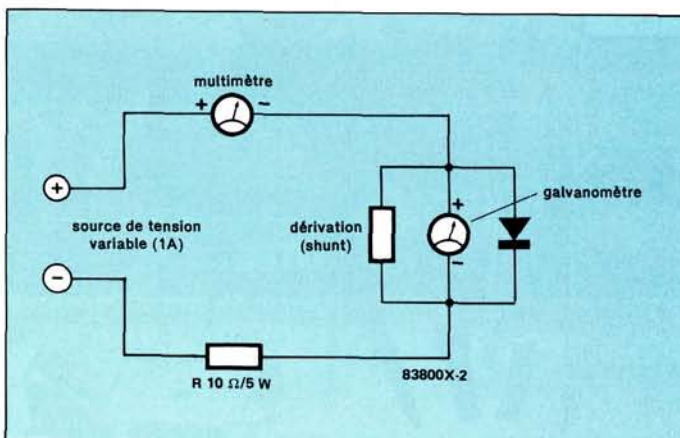 multimètre
+ −
galvanomètre
+
+
source de tension
variable (1A)
dérivation
(shunt)
−
−
R 10 Ω/5 W
83800X-2